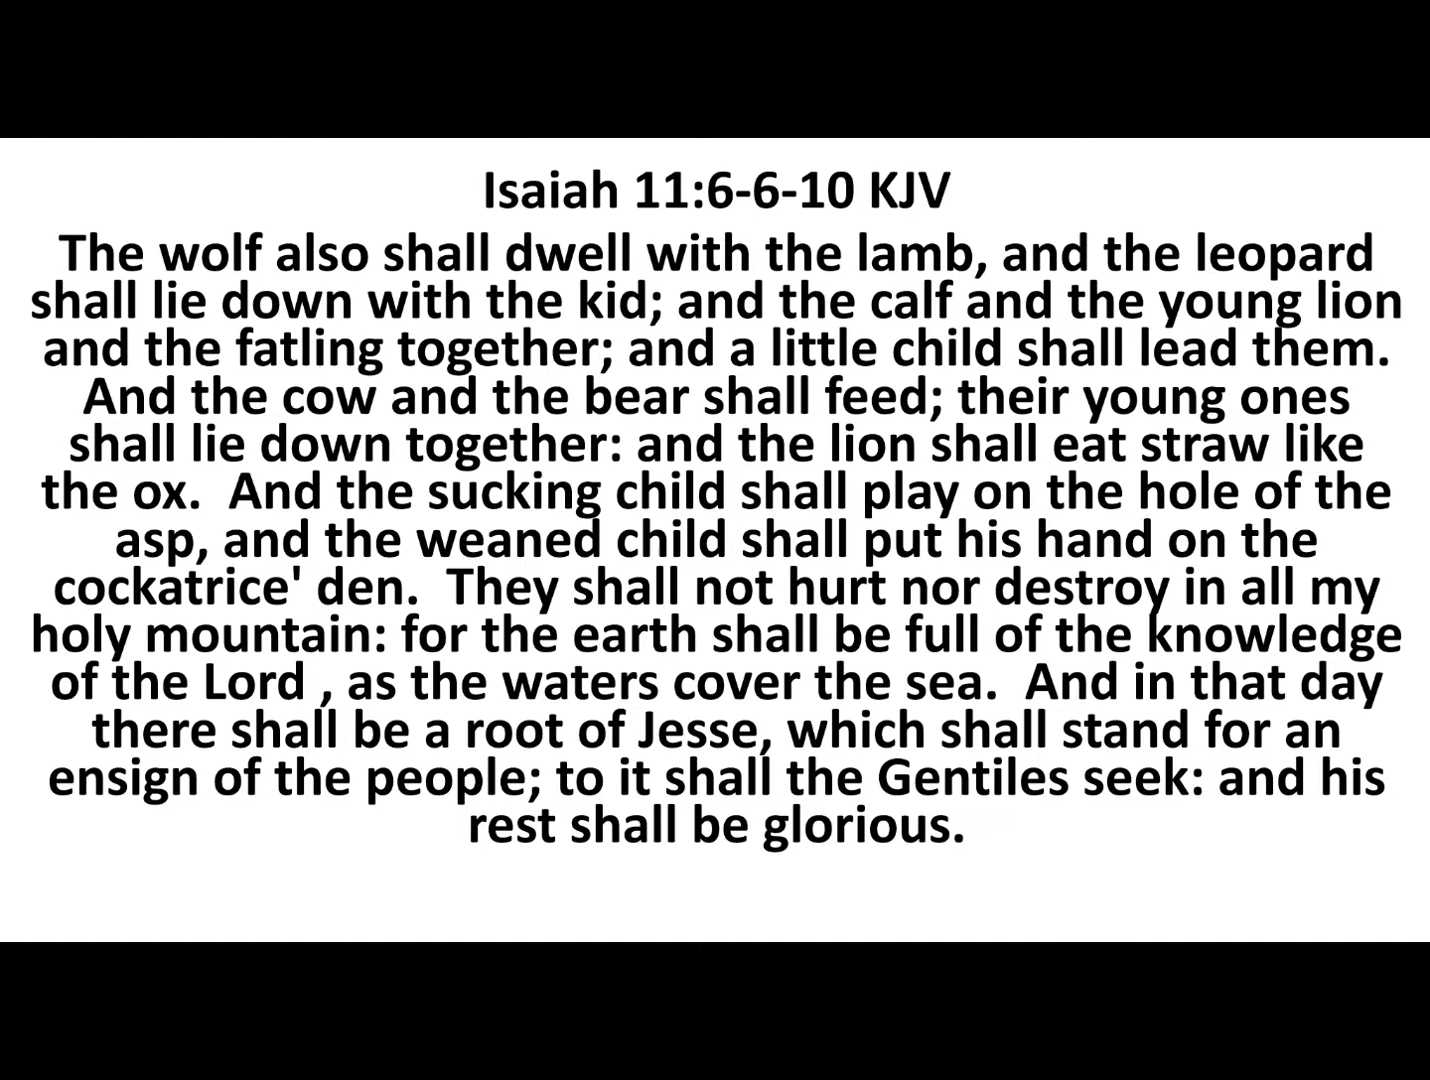 Isaiah 11:6-6-10 KJV
The wolf also shall dwell with the lamb, and the leopard
shall lie down with the kid; and the calf and the young lion
and the fatling together; and a little child shall lead them.
And the cow and the bear shall feed; their young ones
shall lie down together: and the lion shall eat straw like
the ox.  And the sucking child shall play on the hole of the
asp, and the weaned child shall put his hand on the
cockatrice' den.  They shall not hurt nor destroy in all my
holy mountain: for the earth shall be full of the knowledge
of the Lord , as the waters cover the sea.  And in that day
there shall be a root of Jesse, which shall stand for an
ensign of the people; to it shall the Gentiles seek: and his
rest shall be glorious.